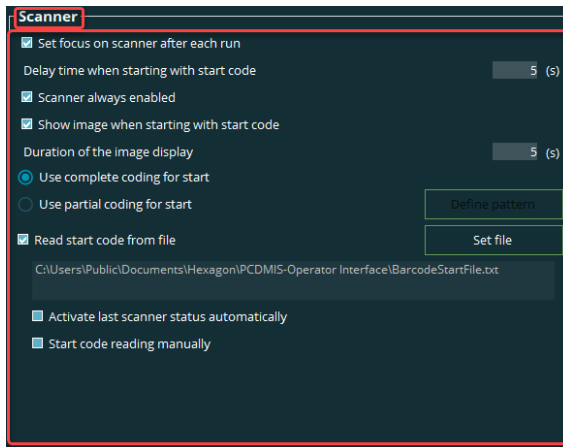 Scanner
Set focus on scanner after each run
Delay time when starting with start code 5 (s)
Scanner always enabled
Show image when starting with start code
Duration of the image display 5 (s)
Use complete coding for start
Use partial coding for start Define pattern
Read start code from file Set file
C:\Users\Public\Documents\Hexagon\PCDMIS-Operator Interface\BarcodeStartFile.txt
Activate last scanner status automatically
Start code reading manually